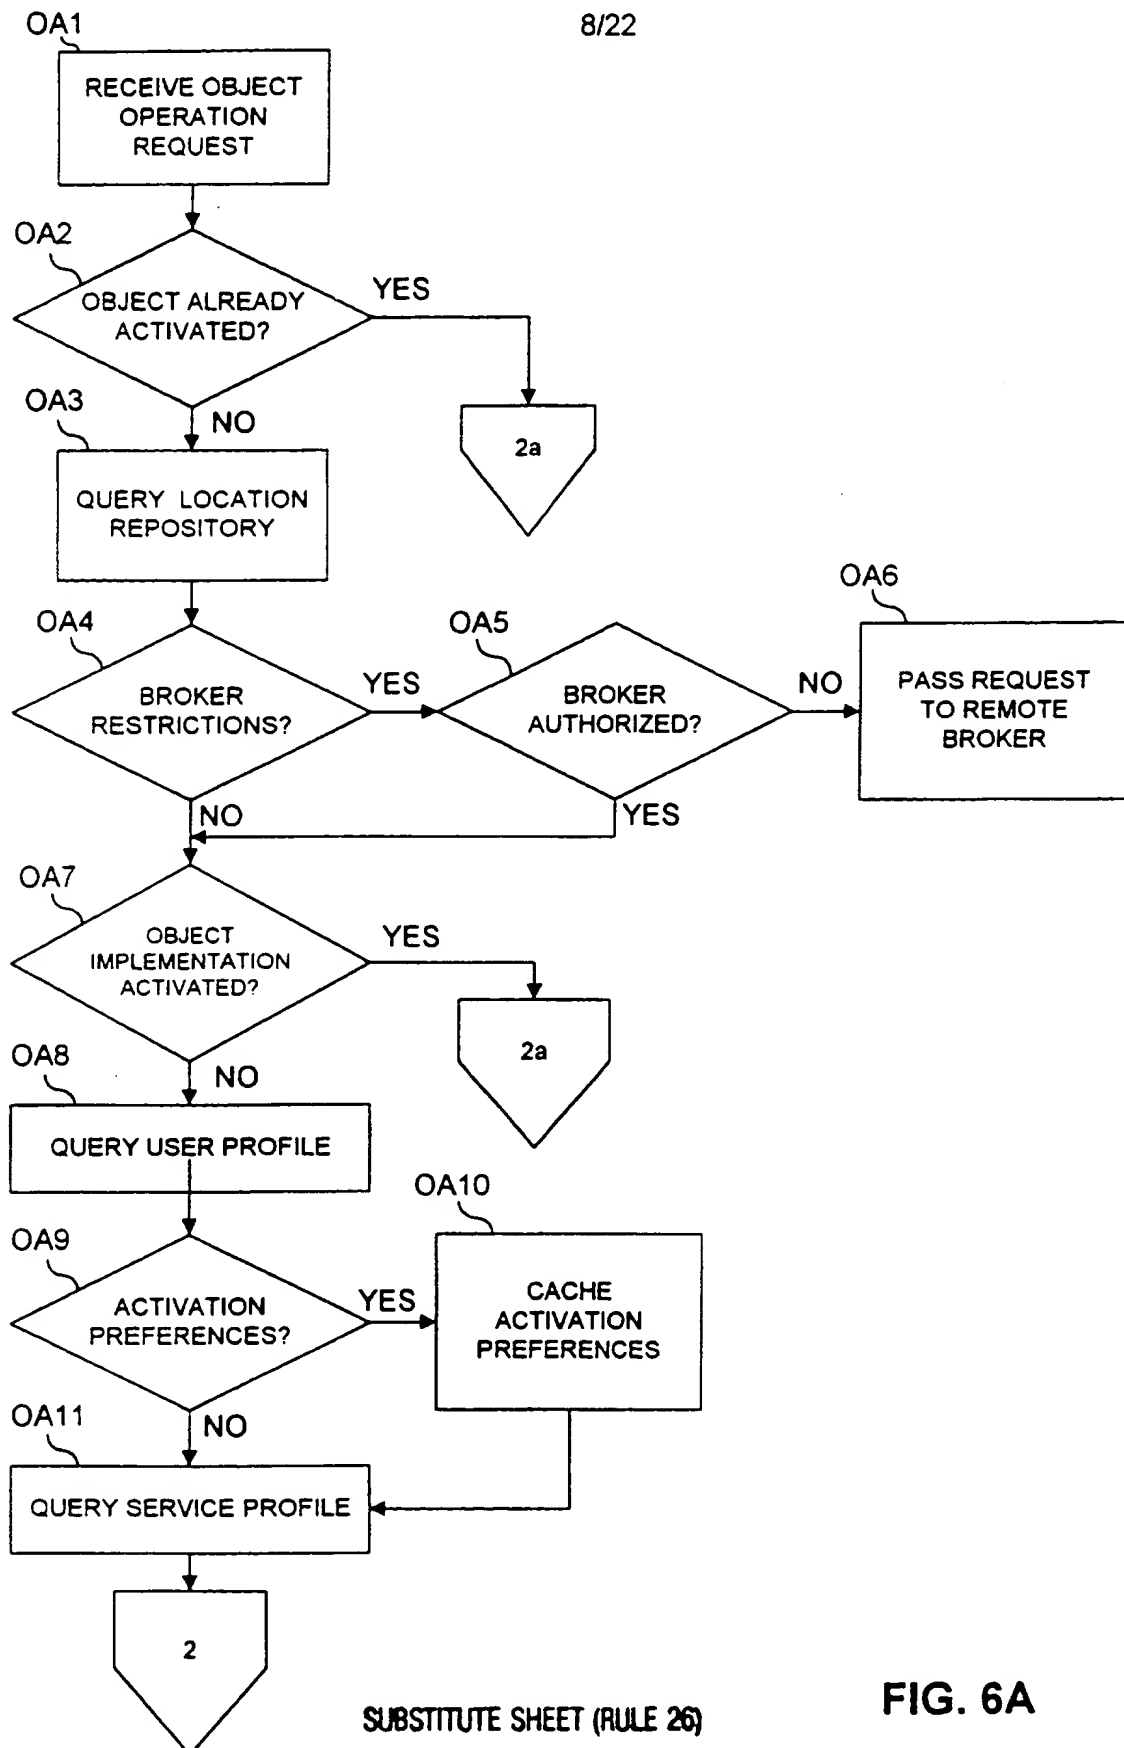 OA1
8/22
RECEIVE OBJECT
OPERATION
REQUEST
OA2
OBJECT ALREADY
ACTIVATED?
YES
NO
2a
OA3
QUERY LOCATION
REPOSITORY
OA4
BROKER
RESTRICTIONS?
YES
NO
OA5
BROKER
AUTHORIZED?
NO
YES
OA6
PASS REQUEST
TO REMOTE
BROKER
OA7
OBJECT
IMPLEMENTATION
ACTIVATED?
YES
NO
2a
OA8
QUERY USER PROFILE
OA9
ACTIVATION
PREFERENCES?
YES
NO
OA10
CACHE
ACTIVATION
PREFERENCES
OA11
QUERY SERVICE PROFILE
2
SUBSTITUTE SHEET (RULE 26)
FIG. 6A